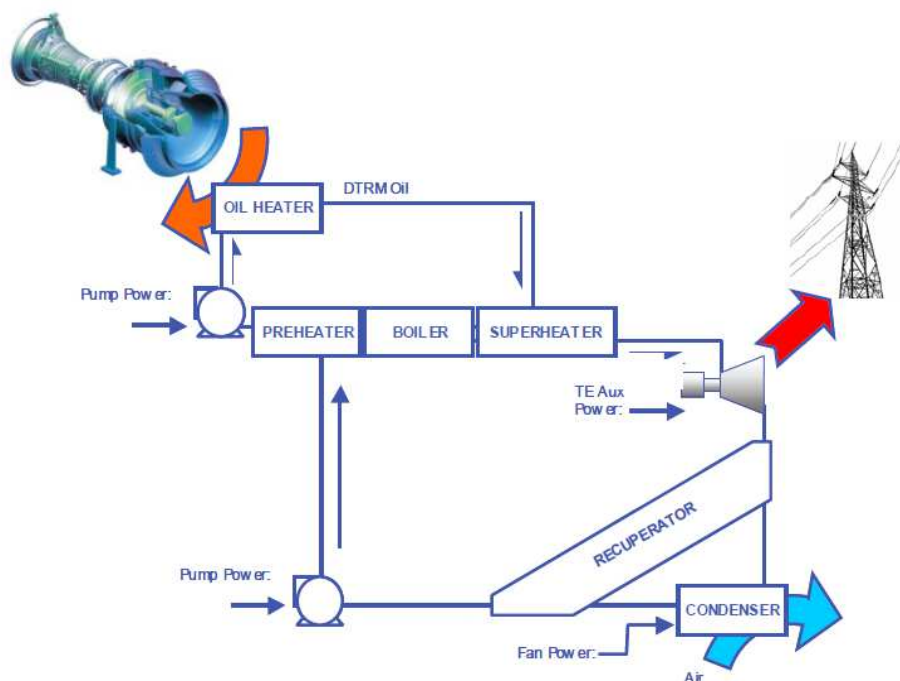 DTRM Oil
OIL HEATER
Pump Power:
PREHEATER
BOILER
SUPERHEATER
TE Aux
Power:
RECUPERATOR
Pump Power:
CONDENSER
Fan Power:
Air